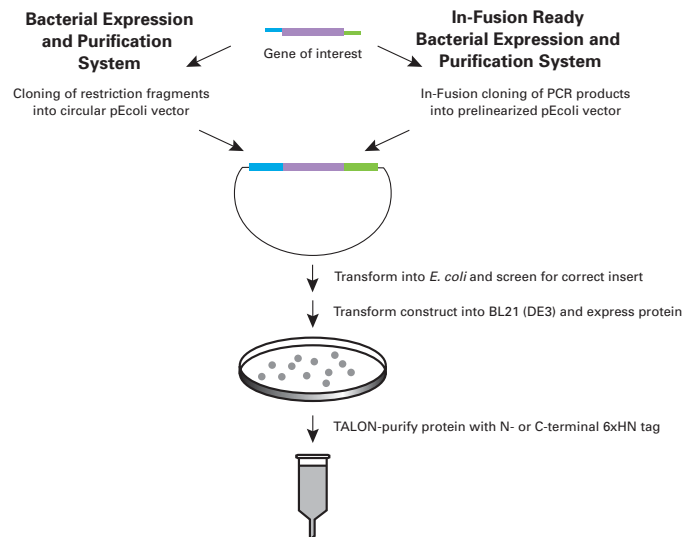 Bacterial Expression
and Purification
System
Gene of interest
In-Fusion Ready
Bacterial Expression and
Purification System
Cloning of restriction fragments
into circular pEcoli vector
In-Fusion cloning of PCR products
into prelinearized pEcoli vector
Transform into E. coli and screen for correct insert
Transform construct into BL21 (DE3) and express protein
TALON-purify protein with N- or C-terminal 6xHN tag